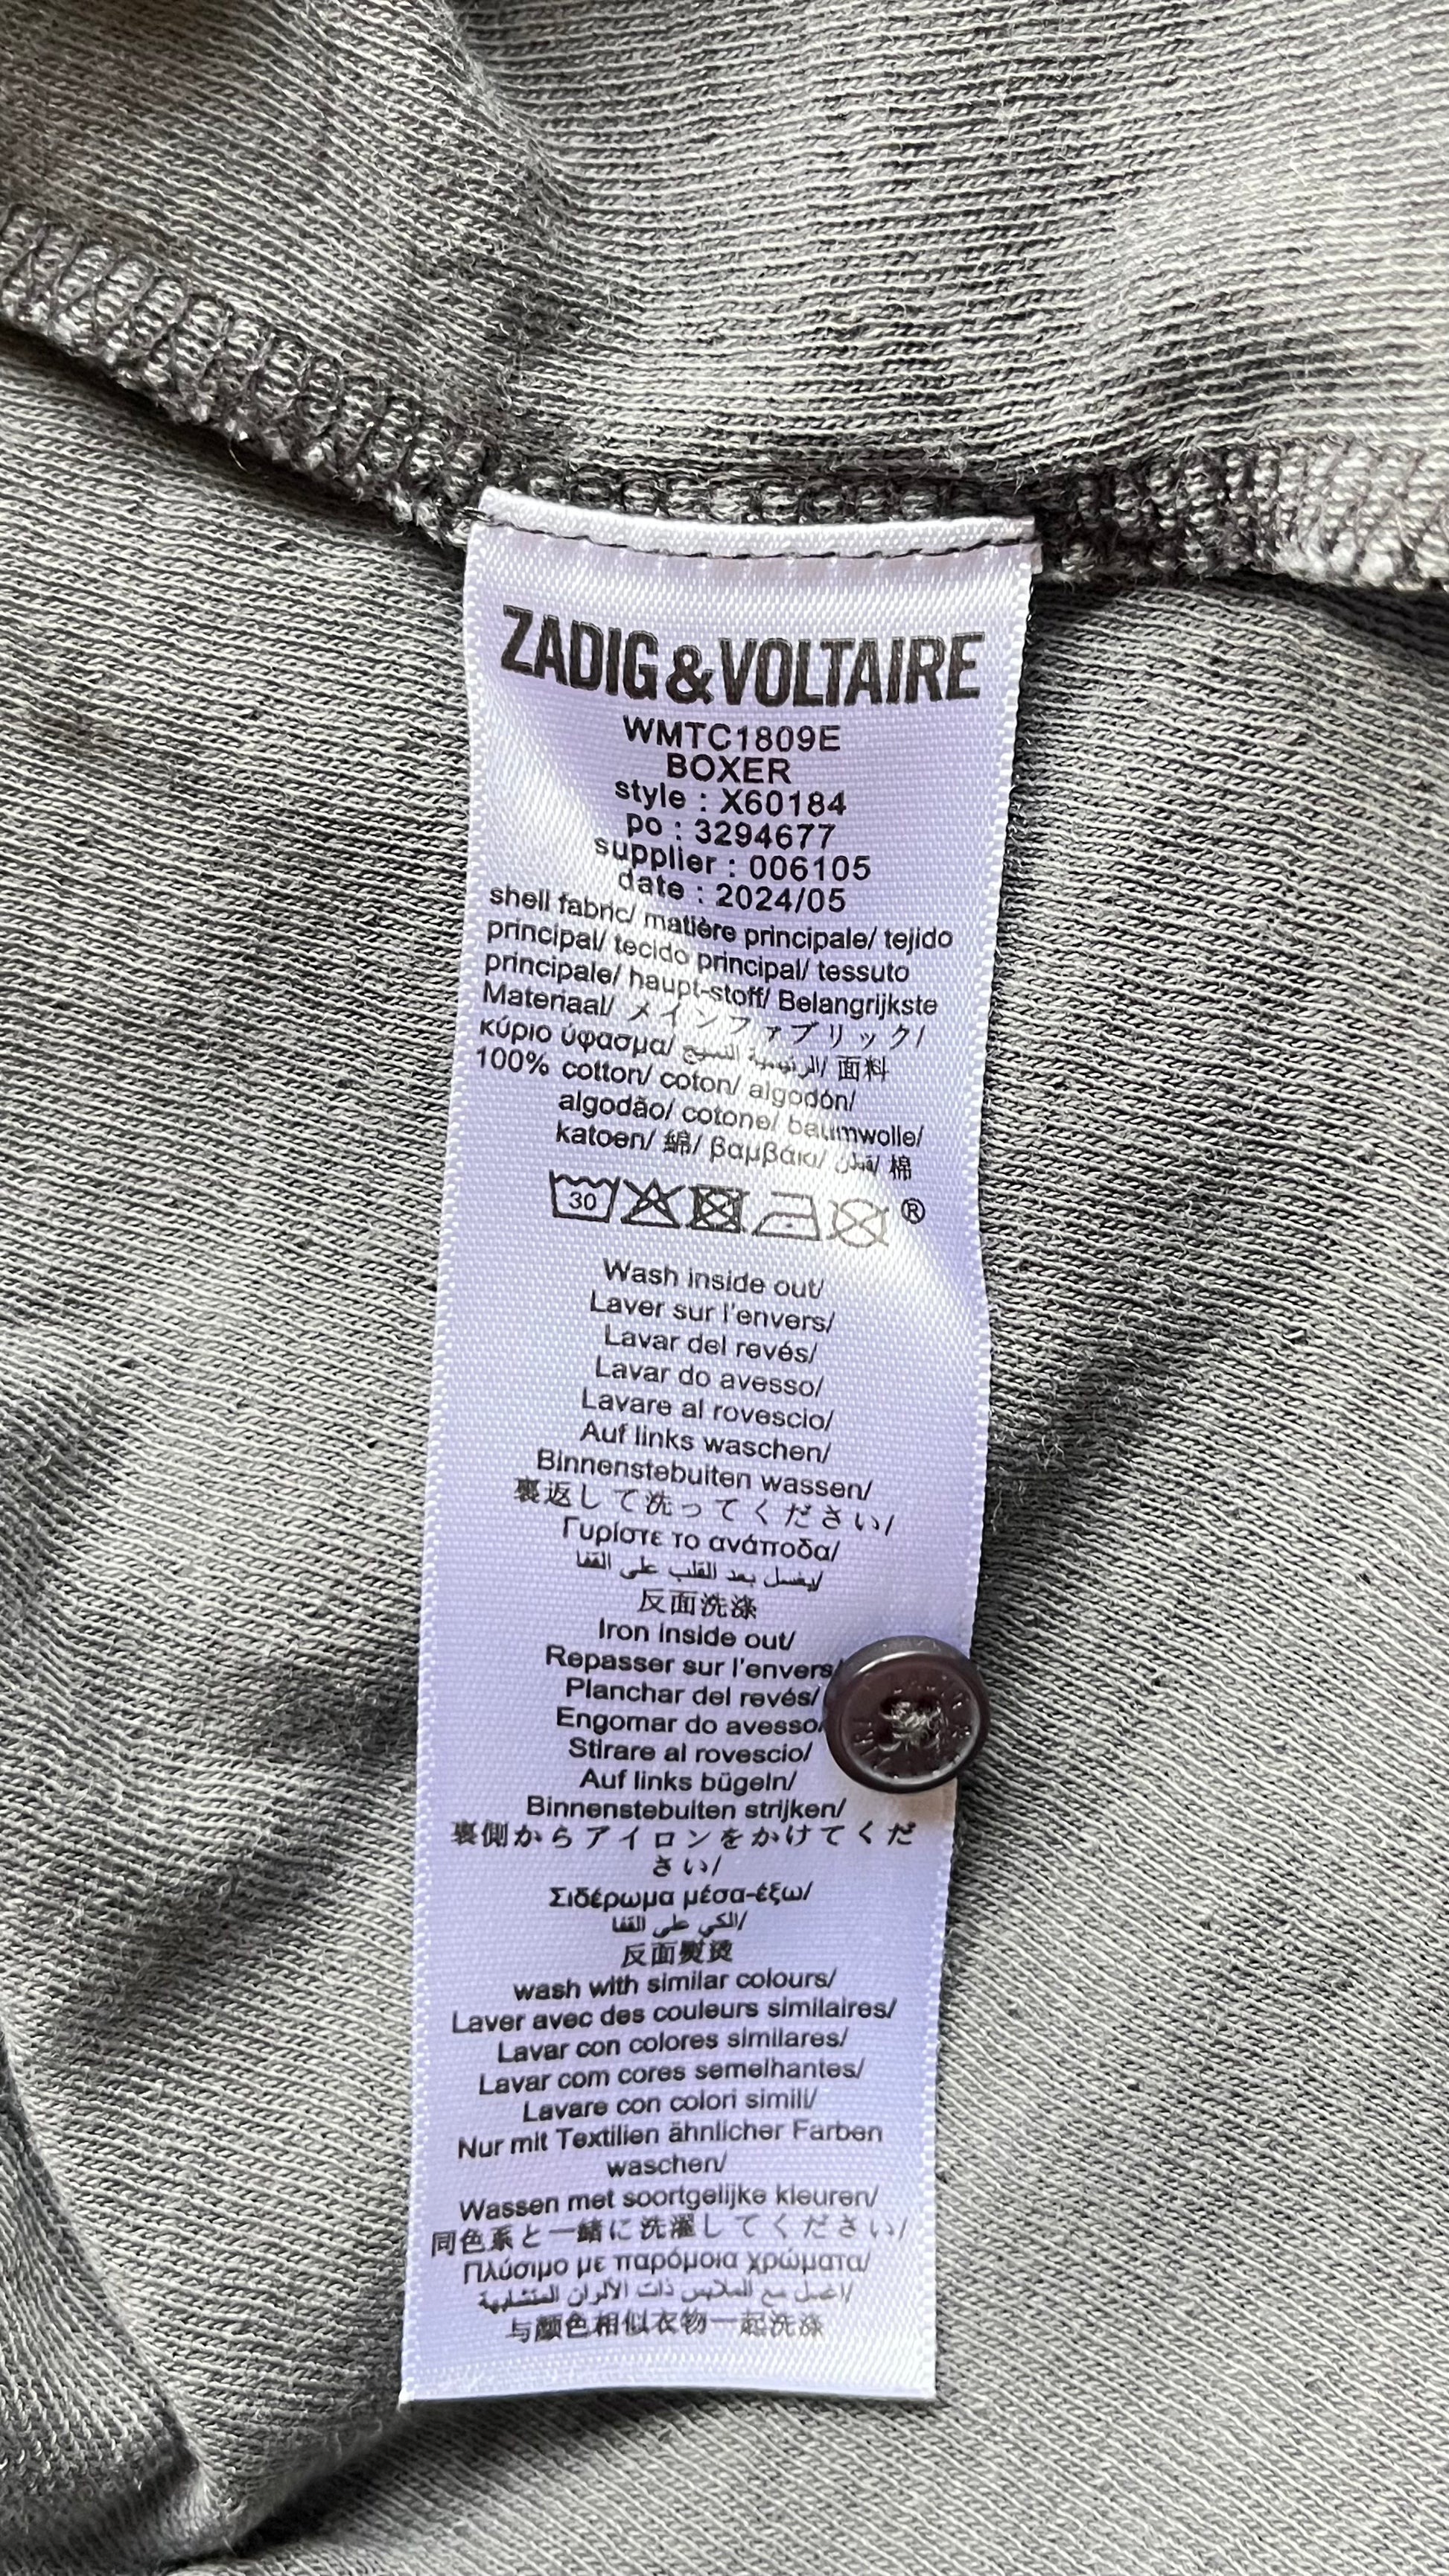 ZADIG&VOLTAIRE
WMTC1809E
BOXER
style : X60184
po : 3294677
supplier : 006105
date : 2024/05
shell fabric/ matière principale/ tejido
principal/ tecido principal/ tessuto
principale/ haupt-stoff/ Belangrijkste
Materiaal/ メインファブリック/
κύριο ύφασμα/ النسيج الرئيسية/ 面料
100% cotton/ coton/ algodón/
algodão/ cotone/ baumwolle/
katoen/ 綿/ βαμβάκι/ قطن/ 棉
30 ®
Wash inside out/
Laver sur l'envers/
Lavar del revés/
Lavar do avesso/
Lavare al rovescio/
Auf links waschen/
Binnenstebuiten wassen/
裏返して洗ってください/
Γυρίστε το ανάποδα/
يغسل بعد القلب على القفا/
反面洗涤
Iron inside out/
Repasser sur l'envers/
Planchar del revés/
Engomar do avesso/
Stirare al rovescio/
Auf links bügeln/
Binnenstebuiten strijken/
裏側からアイロンをかけてくだ
さい/
Σιδέρωμα μέσα-έξω/
الكي على القفا/
反面熨烫
wash with similar colours/
Laver avec des couleurs similaires/
Lavar con colores similares/
Lavar com cores semelhantes/
Lavare con colori simili/
Nur mit Textilien ähnlicher Farben
waschen/
Wassen met soortgelijke kleuren/
同色系と一緒に洗濯してください/
Πλύσιμο με παρόμοια χρώματα/
اغسل مع الملابس ذات الألوان المتشابهة/
与颜色相似衣物一起洗涤